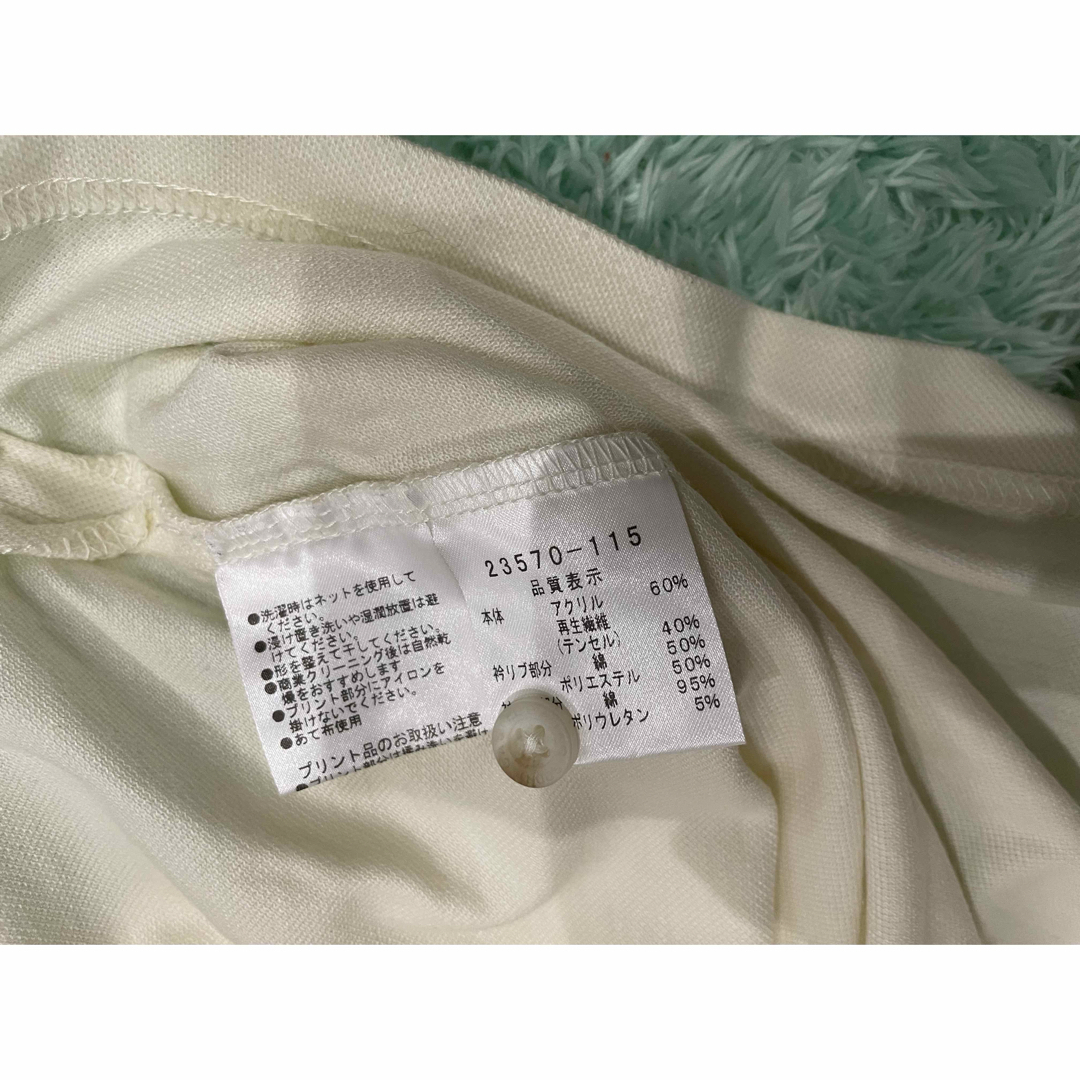 ●洗濯時はネットを使用して
ください。
●浸け置き洗いや湿潤放置は避
けてください。
●形を整え干してください。
●商業クリーニング後は自然乾
燥をおすすめします
●プリント部分にアイロンを
掛けないでください。
●あて布使用
プリント品のお取扱い注意
23570-115
品質表示
本体 アクリル 60%
再生繊維
(テンセル) 40%
衿リブ部分 綿 50%
ポリエステル 50%
綿 95%
ポリウレタン 5%